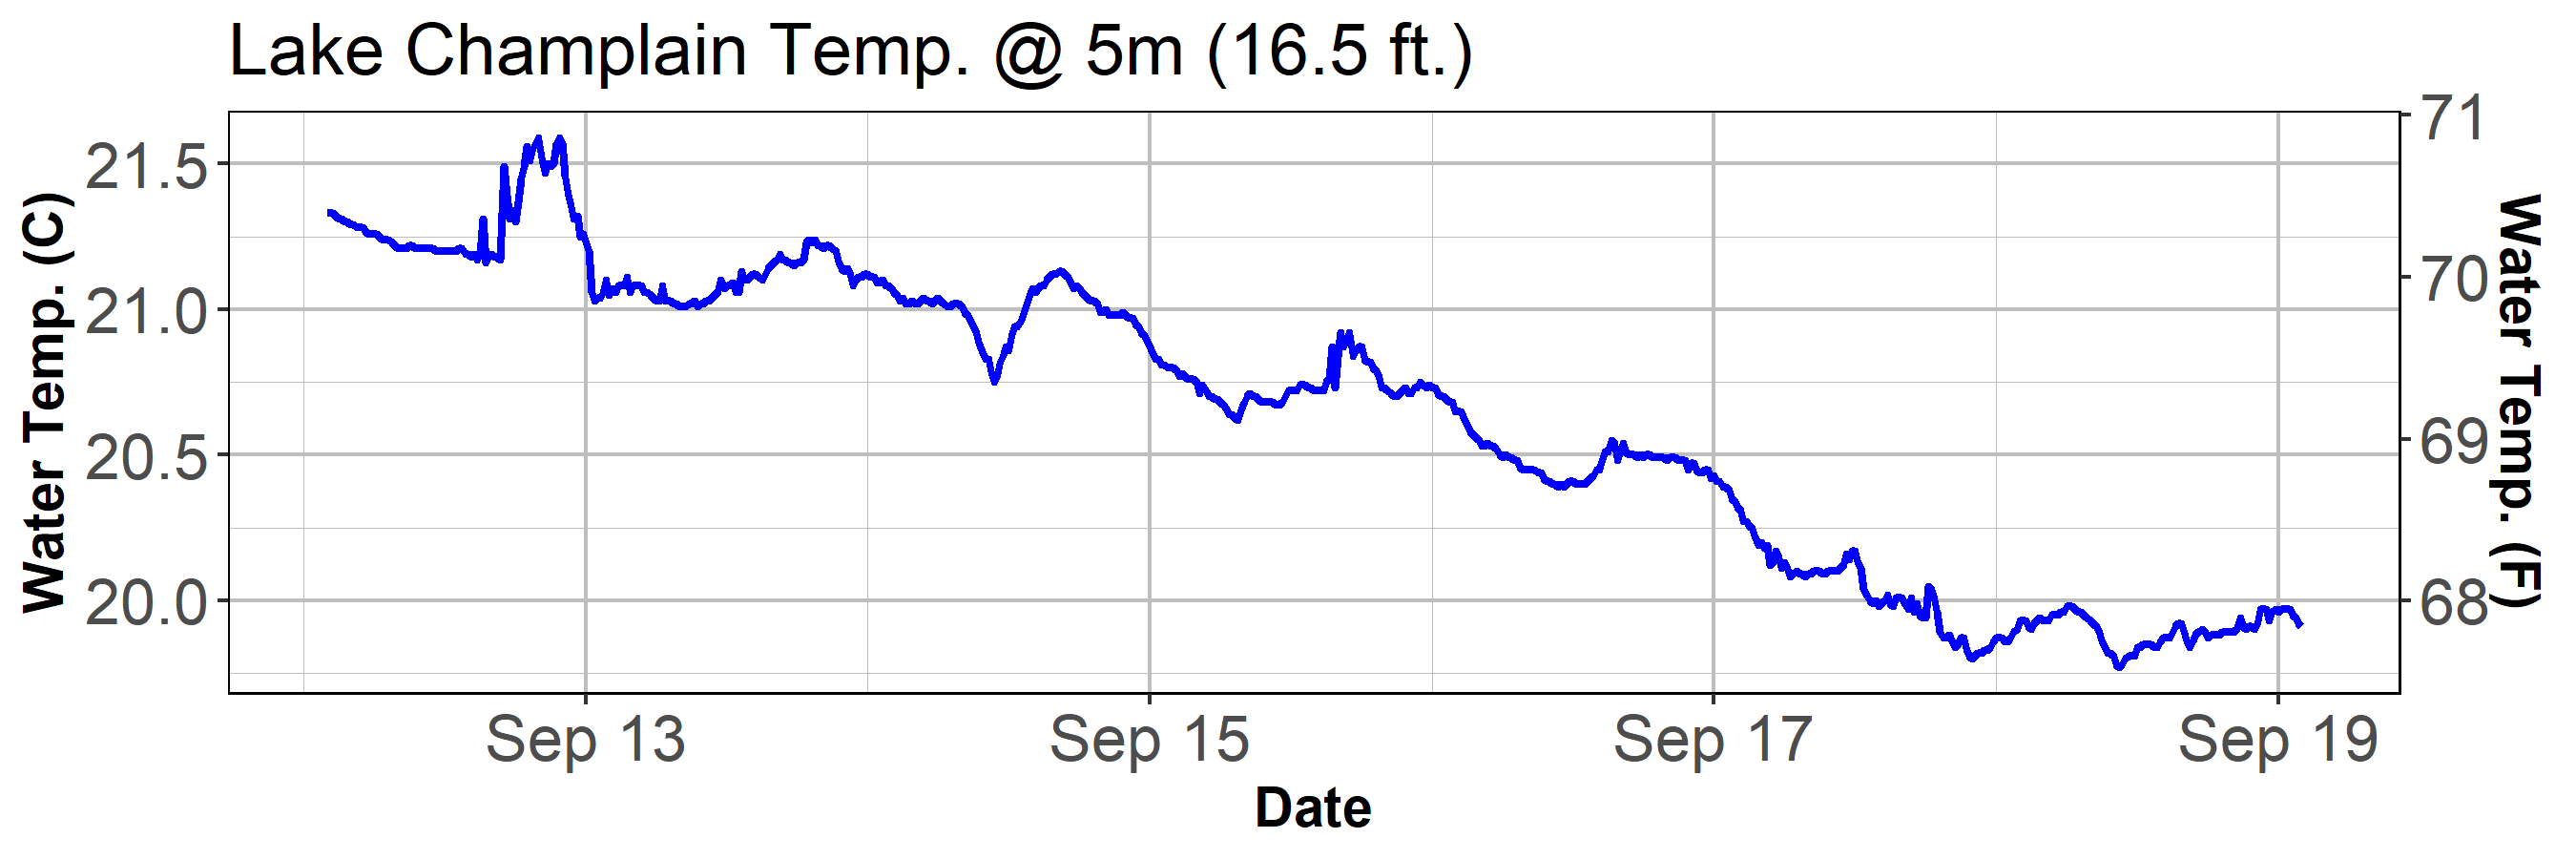 Lake Champlain Temp. @ 5m (16.5 ft.)
Water Temp. (C)
21.5
21.0
20.5
20.0
71
70
69
68
Water Temp. (F)
Sep 13 Sep 15 Sep 17 Sep 19
Date